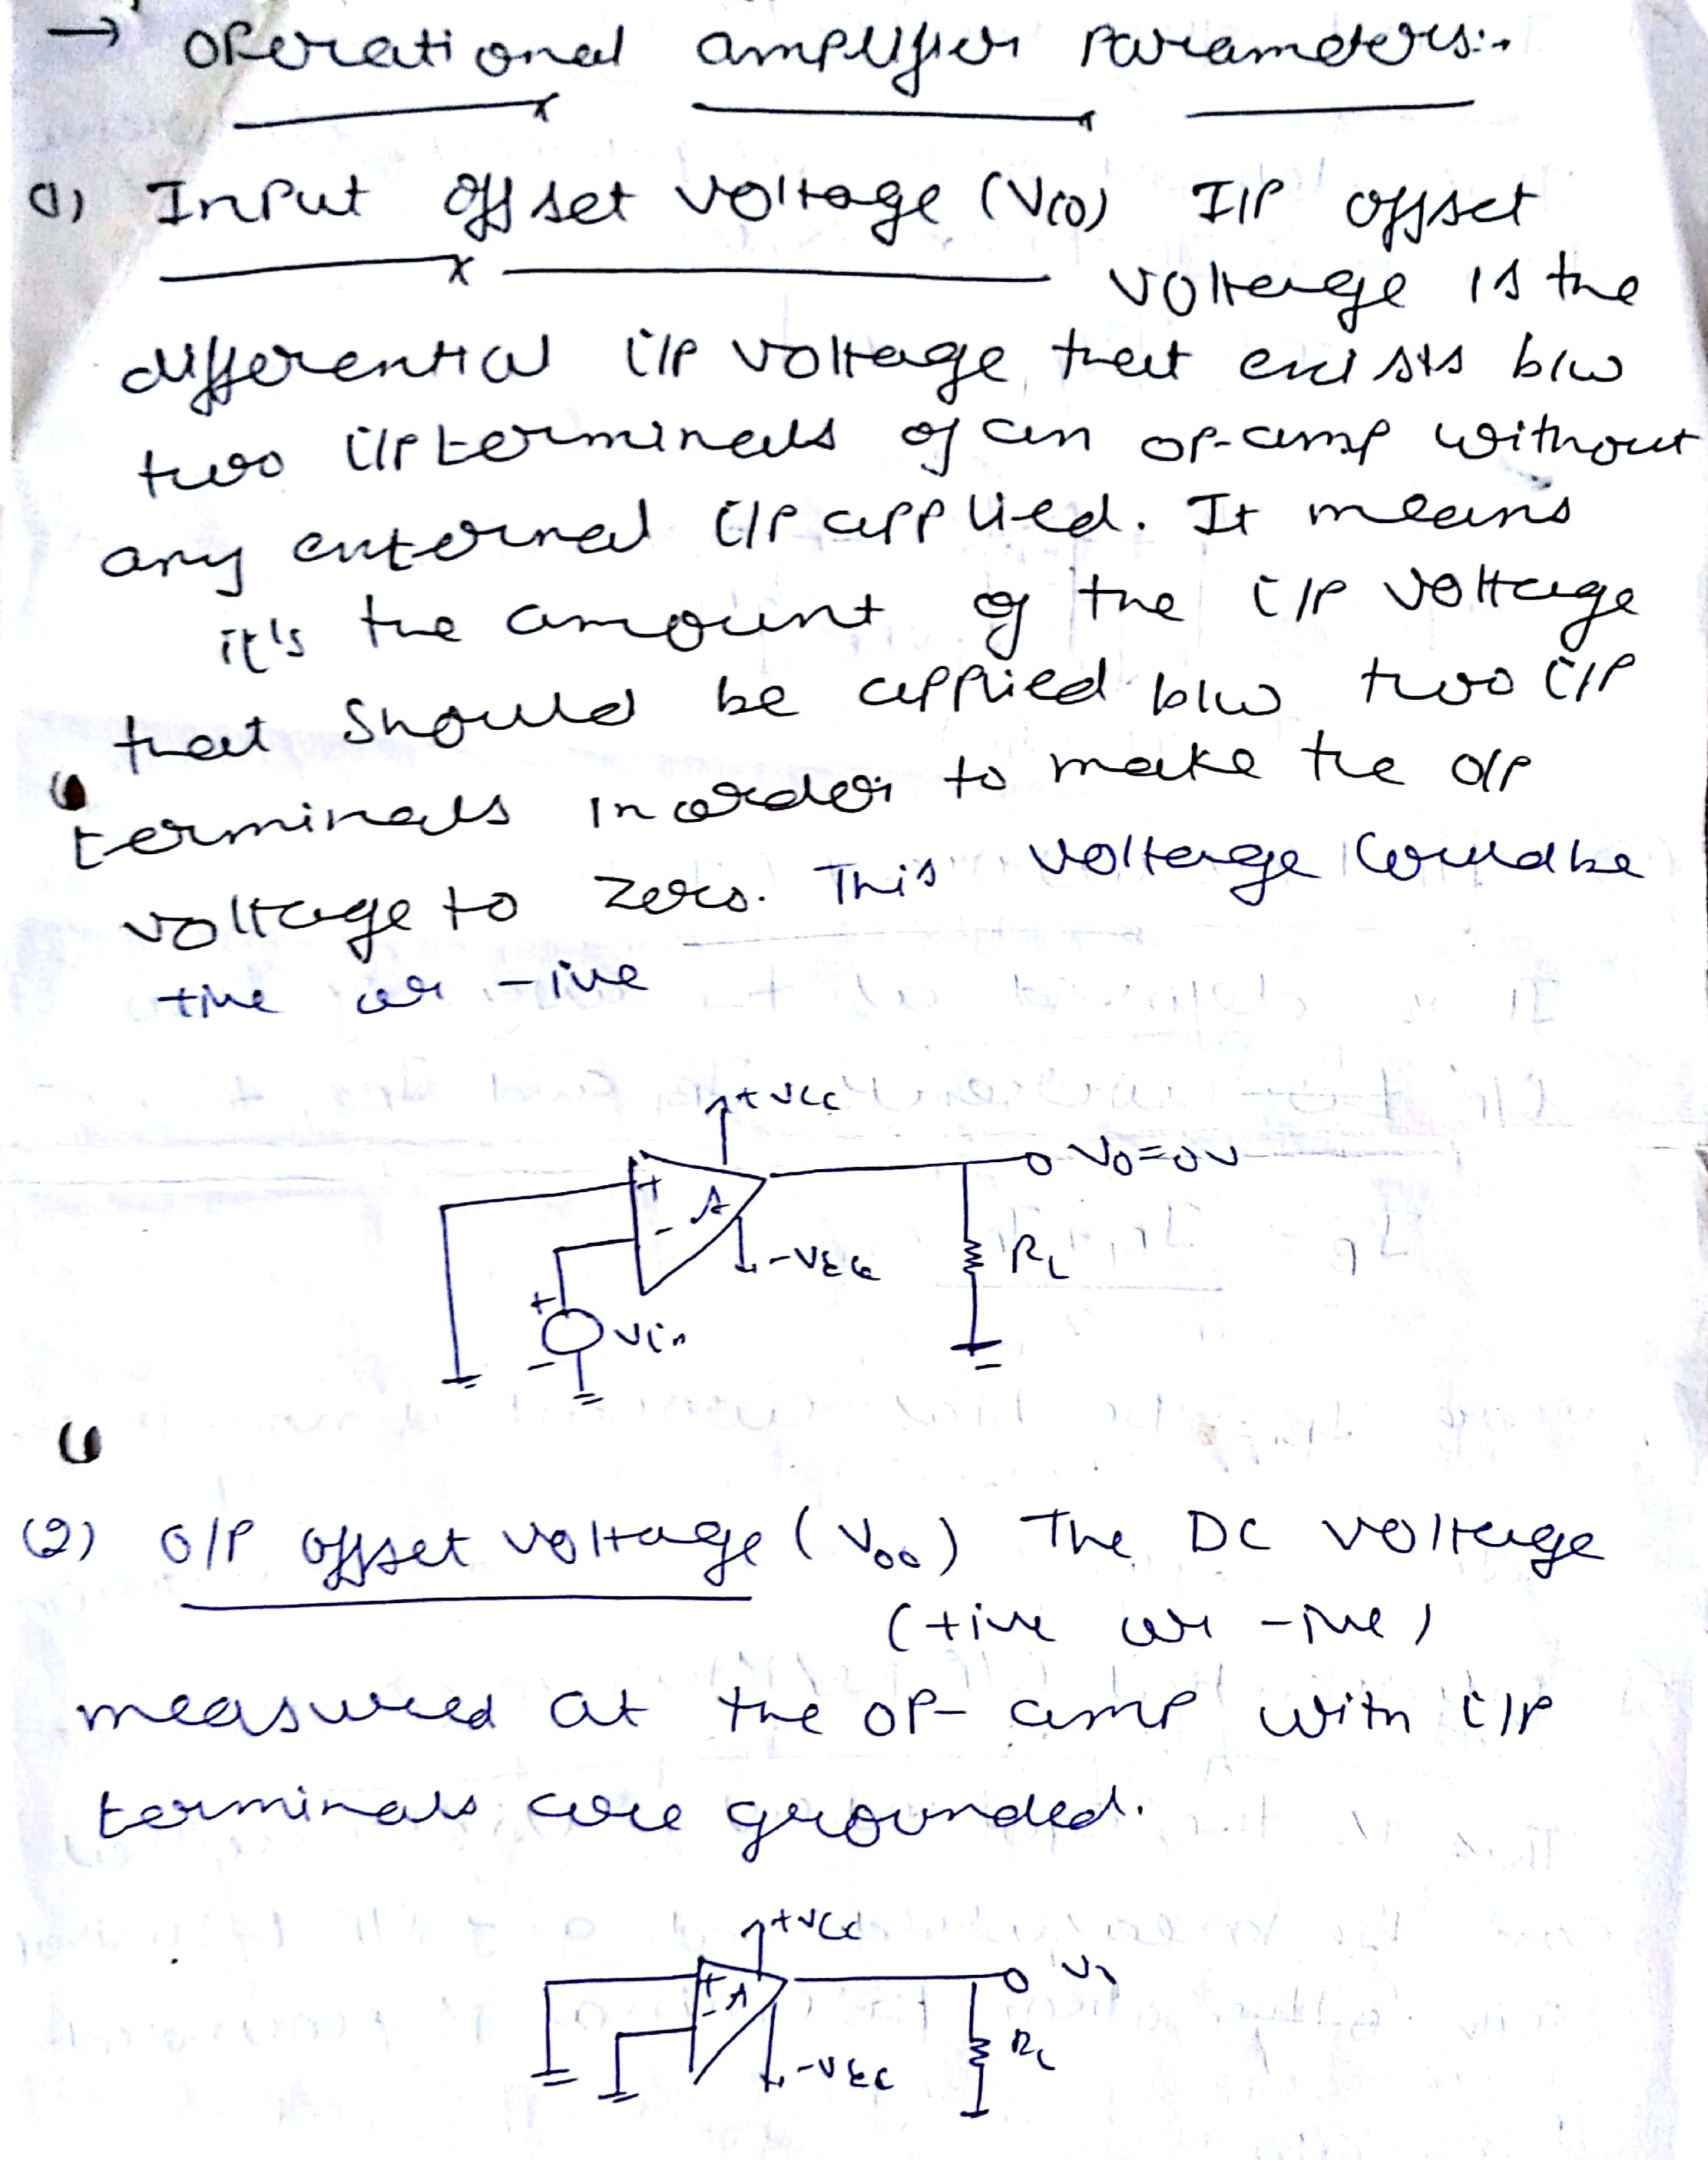 → Operational amplifier Parameters:-
(1) Input offset voltage (Vio) I/P offset
voltage is the
differential i/p voltage that exists b/w
two i/p terminals of an op-amp without
any external i/p applied. It means
it's the amount of the i/p voltage
that should be applied b/w two i/p
terminals in order to make the o/p
voltage to zero. This voltage could be
+ive or -ive
+Vcc
+ A Vo=0V
-
-VEE RL
+
Vin
-
(2) O/P offset voltage (Voo) The DC voltage
(+ive or -ive)
measured at the op-amp with i/p
terminals are grounded.
+Vcc
+ A Vo
-
-VEE RL